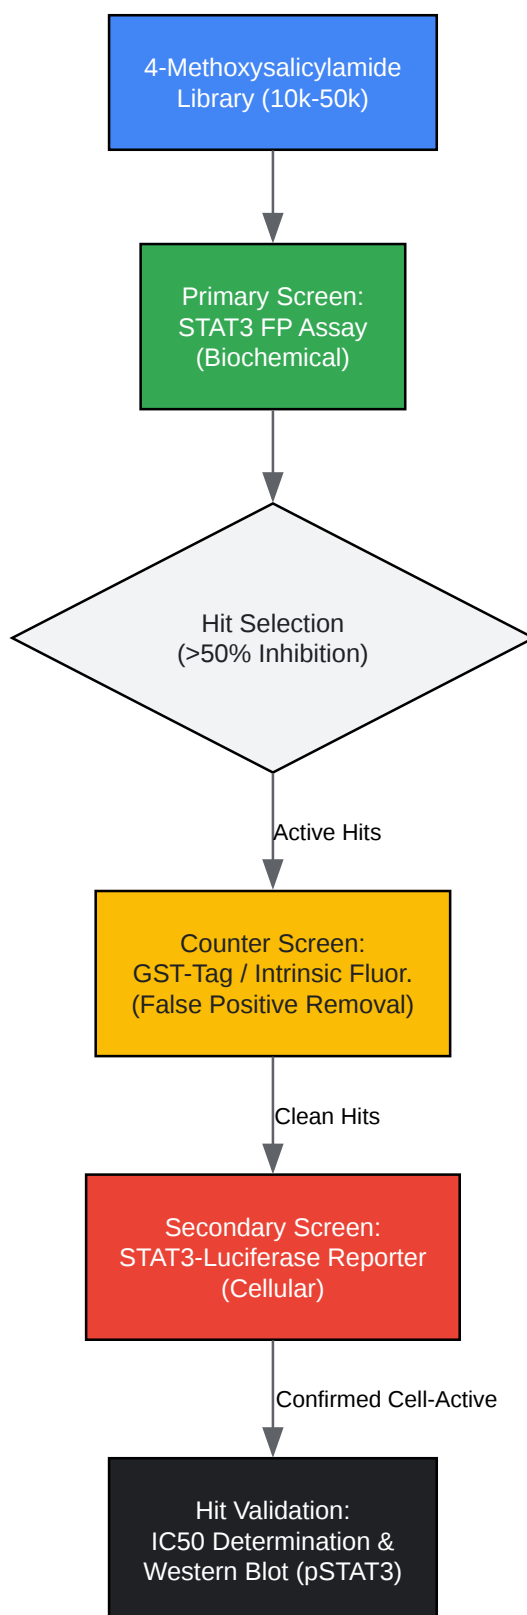 4-Methoxysalicylamide
Library (10k-50k)
Primary Screen:
STAT3 FP Assay
(Biochemical)
Hit Selection
(>50% Inhibition)
Active Hits
Counter Screen:
GST-Tag / Intrinsic Fluor.
(False Positive Removal)
Clean Hits
Secondary Screen:
STAT3-Luciferase Reporter
(Cellular)
Confirmed Cell-Active
Hit Validation:
IC50 Determination &
Western Blot (pSTAT3)